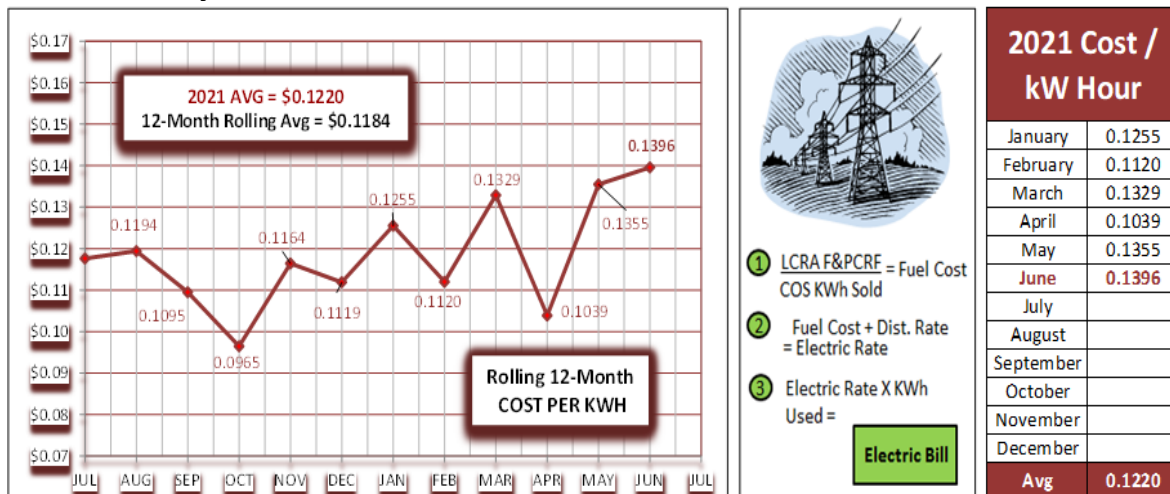 $0.17
$0.16
$0.15
$0.14
$0.13
$0.12
$0.11
$0.10
$0.09
$0.08
$0.07
2021 AVG = $0.1220
12-Month Rolling Avg = $0.1184
0.1194
0.1095
0.0965
0.1164
0.1119
0.1255
0.1120
0.1329
0.1039
0.1355
0.1396
Rolling 12-Month
COST PER KWH
JUL AUG SEP OCT NOV DEC JAN FEB MAR APR MAY JUN JUL
1 LCRA F&PCRF = Fuel Cost
COS KWh Sold
2 Fuel Cost + Dist. Rate
= Electric Rate
3 Electric Rate X KWh
Used =
Electric Bill
2021 Cost /
kW Hour
January 0.1255
February 0.1120
March 0.1329
April 0.1039
May 0.1355
June 0.1396
July
August
September
October
November
December
Avg 0.1220